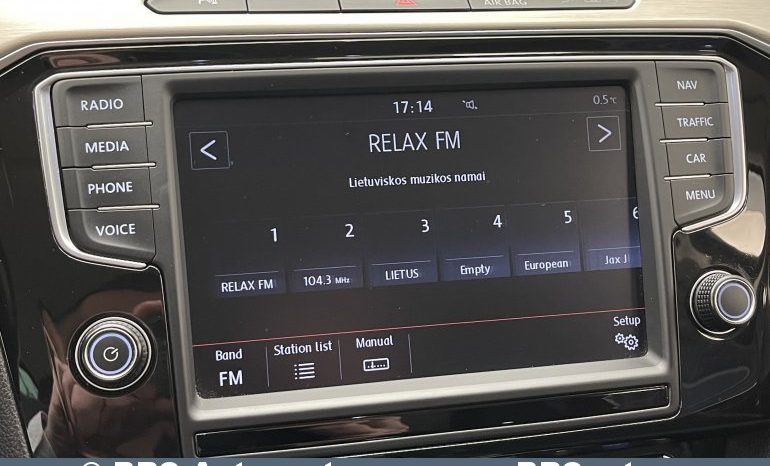 AIR BAG
RADIO
MEDIA
PHONE
VOICE
NAV
TRAFFIC
CAR
MENU
17:14
0.5°C
< RELAX FM >
Lietuviskos muzikos namai
1 2 3 4 5 6
RELAX FM 104.3 MHz LIETUS Empty European Jax J
Band Station list Manual Setup
FM